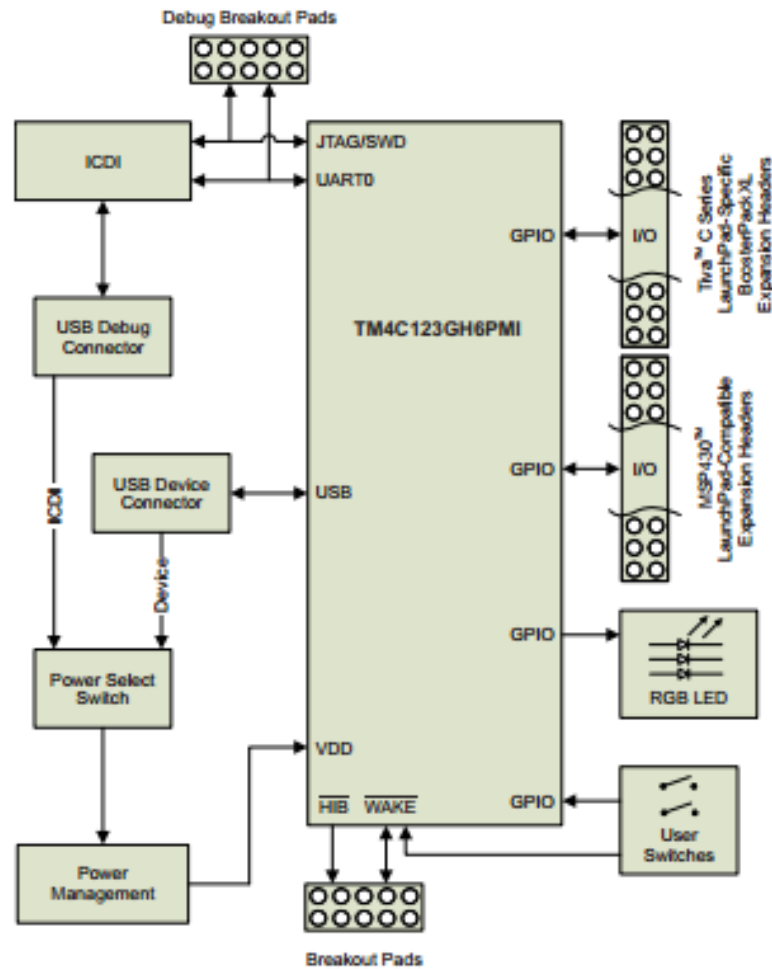 Debug Breakout Pads
ICDI
JTAG/SWD
UART0
GPIO
I/O
Tiva™ C Series
LaunchPad-Specific
BoosterPack XL
Expansion Headers
USB Debug
Connector
TM4C123GH6PMI
ICDI
USB Device
Connector
USB
GPIO
I/O
MSP430™
LaunchPad-Compatible
Expansion Headers
Device
GPIO
RGB LED
Power Select
Switch
VDD
HIB WAKE
GPIO
User
Switches
Power
Management
Breakout Pads